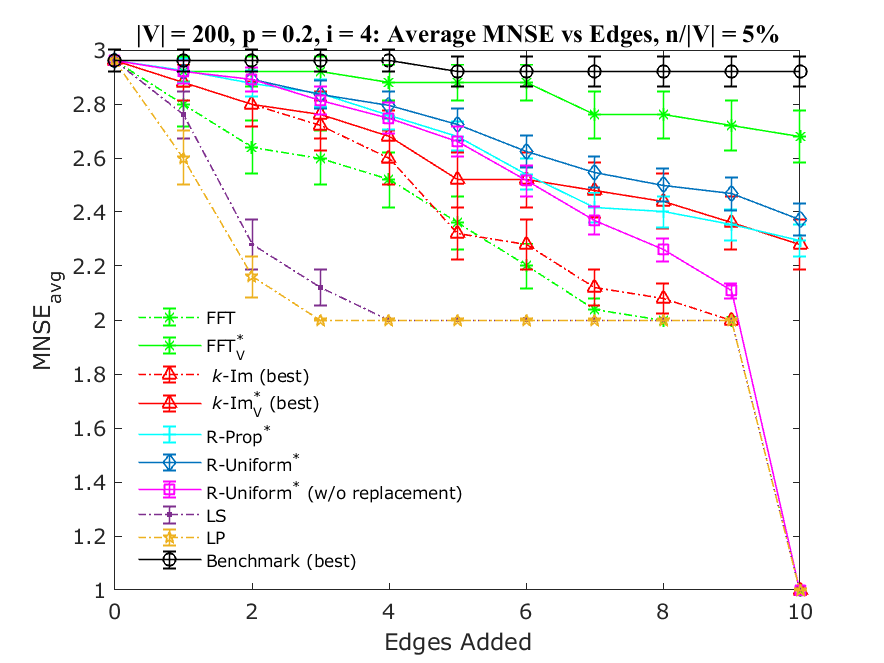 |V| = 200, p = 0.2, i = 4: Average MNSE vs Edges, n/|V| = 5%
3
2.8
2.6
2.4
2.2
2
1.8
1.6
1.4
1.2
1
MNSE_avg
FFT
FFT*_V
k-Im (best)
k-Im*_V (best)
R-Prop*
R-Uniform*
R-Uniform* (w/o replacement)
LS
LP
Benchmark (best)
0
2
4
6
8
10
Edges Added